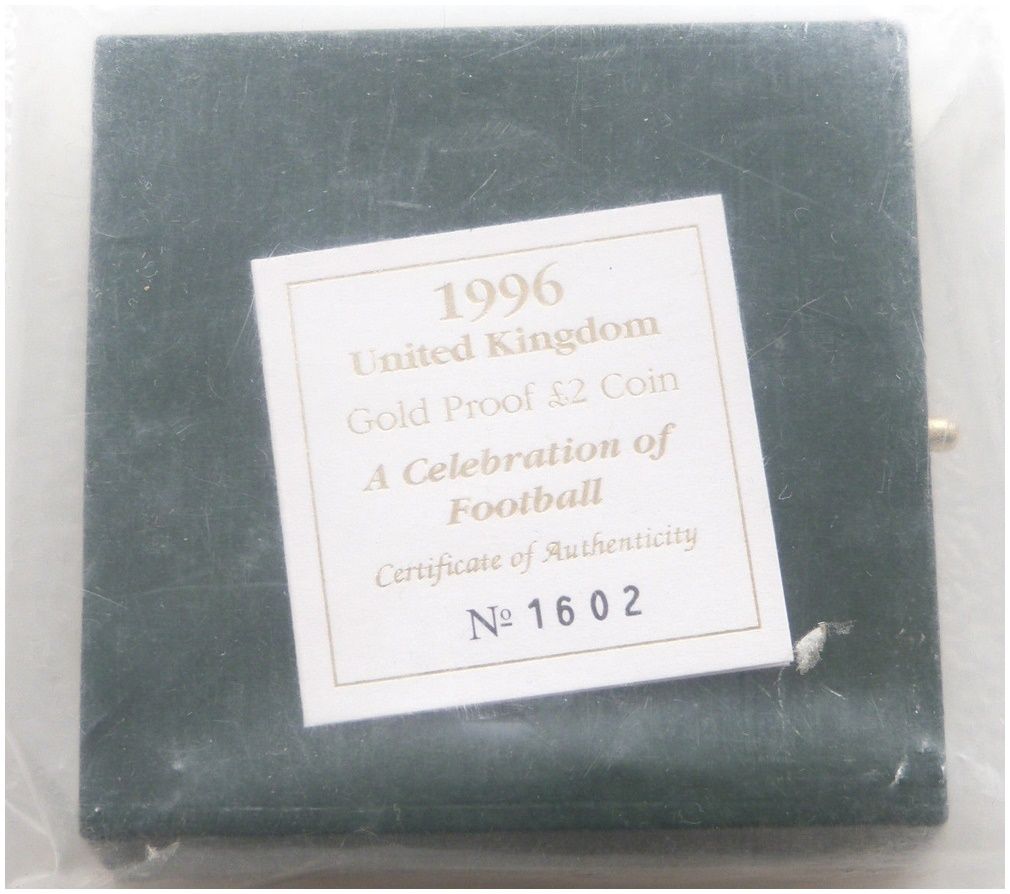 1996
United Kingdom
Gold Proof £2 Coin
A Celebration of
Football
Certificate of Authenticity
Nº 1602